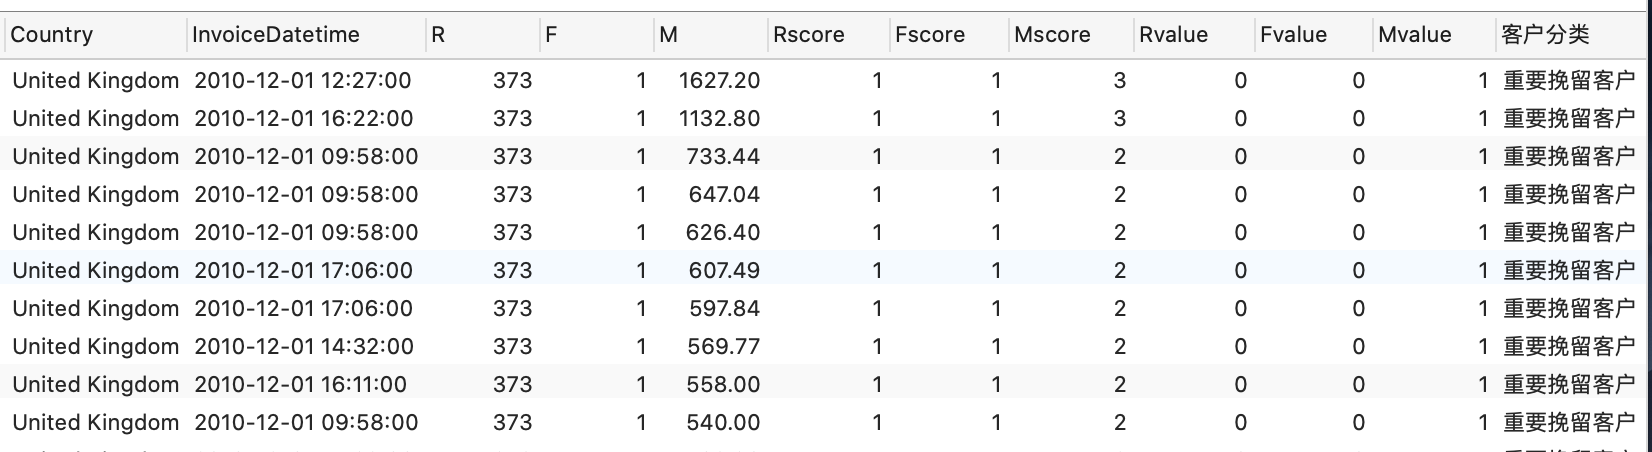 Country InvoiceDatetime R F M Rscore Fscore Mscore Rvalue Fvalue Mvalue 客户分类
United Kingdom 2010-12-01 12:27:00 373 1 1627.20 1 1 3 0 0 1 重要挽留客户
United Kingdom 2010-12-01 16:22:00 373 1 1132.80 1 1 3 0 0 1 重要挽留客户
United Kingdom 2010-12-01 09:58:00 373 1 733.44 1 1 2 0 0 1 重要挽留客户
United Kingdom 2010-12-01 09:58:00 373 1 647.04 1 1 2 0 0 1 重要挽留客户
United Kingdom 2010-12-01 09:58:00 373 1 626.40 1 1 2 0 0 1 重要挽留客户
United Kingdom 2010-12-01 17:06:00 373 1 607.49 1 1 2 0 0 1 重要挽留客户
United Kingdom 2010-12-01 17:06:00 373 1 597.84 1 1 2 0 0 1 重要挽留客户
United Kingdom 2010-12-01 14:32:00 373 1 569.77 1 1 2 0 0 1 重要挽留客户
United Kingdom 2010-12-01 16:11:00 373 1 558.00 1 1 2 0 0 1 重要挽留客户
United Kingdom 2010-12-01 09:58:00 373 1 540.00 1 1 2 0 0 1 重要挽留客户